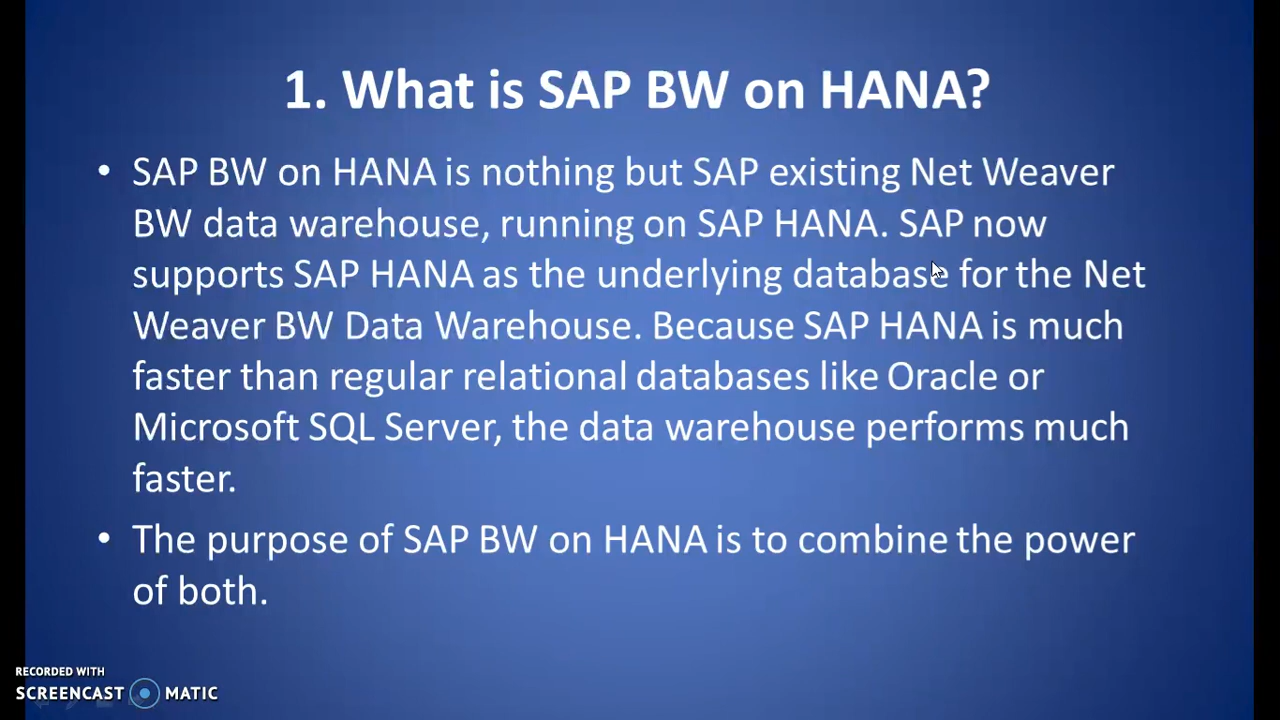 1. What is SAP BW on HANA?
• SAP BW on HANA is nothing but SAP existing Net Weaver
BW data warehouse, running on SAP HANA. SAP now
supports SAP HANA as the underlying database for the Net
Weaver BW Data Warehouse. Because SAP HANA is much
faster than regular relational databases like Oracle or
Microsoft SQL Server, the data warehouse performs much
faster.
• The purpose of SAP BW on HANA is to combine the power
of both.
RECORDED WITH
SCREENCAST MATIC